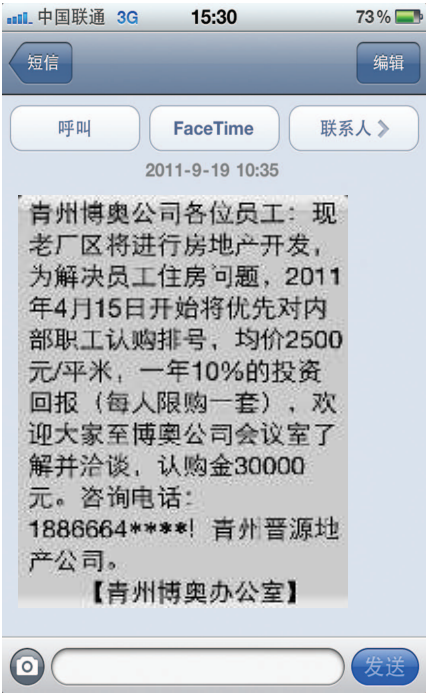 中国联通 3G 15:30 73%
短信 编辑
呼叫 FaceTime 联系人
2011-9-19 10:35
青州博奥公司各位员工：现
老厂区将进行房地产开发，
为解决员工住房问题，2011
年4月15日开始将优先对内
部职工认购排号，均价2500
元/平米，一年10%的投资
回报（每人限购一套），欢
迎大家至博奥公司会议室了
解并洽谈，认购金30000
元。咨询电话：
1886664****！青州晋源地
产公司。
【青州博奥办公室】
发送